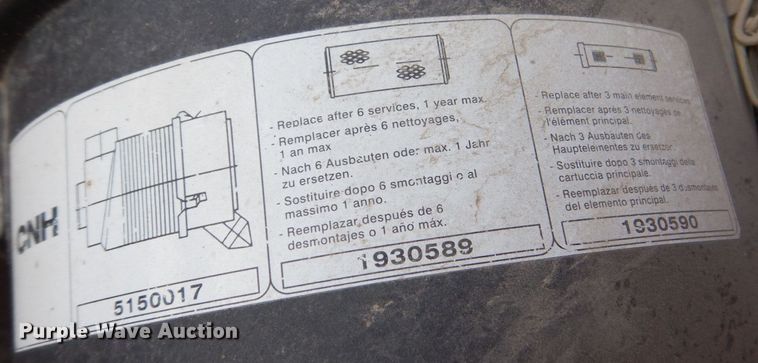 CNH
5150017
- Replace after 6 services, 1 year max.
- Remplacer après 6 nettoyages,
1 an max
- Nach 6 Ausbauten oder max. 1 Jahr
zu ersetzen.
- Sostituire dopo 6 smontaggi o al
massimo 1 anno.
- Reemplazar después de 6
desmontajes o 1 año máx.
1930589
- Replace after 3 main element services
- Remplacer après 3 nettoyages de
l'élément principal.
- Nach 3 Ausbauten des
Haupteleinentes zu ersetzen
- Sostituire dopo 3 smontaggi della
cartuccia principale.
- Reemplazar después de 3 dusmontales
del elemento principal.
1930590
Purple Wave Auction